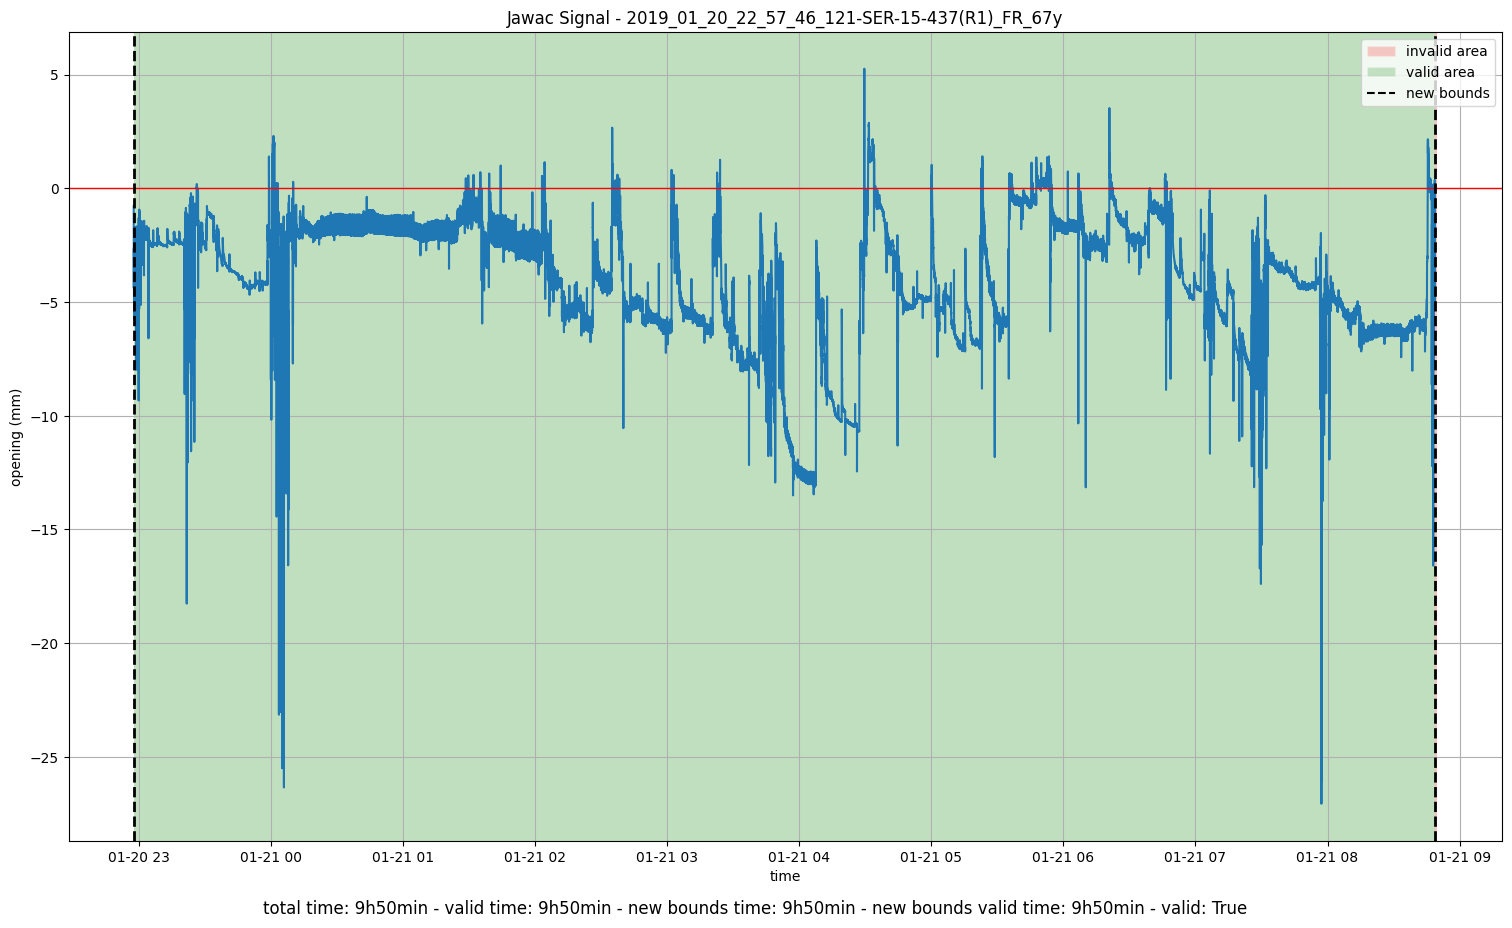 Jawac Signal - 2019_01_20_22_57_46_121-SER-15-437(R1)_FR_67y
invalid area
valid area
new bounds
5
0
−5
−10
−15
−20
−25
opening (mm)
01-20 23 01-21 00 01-21 01 01-21 02 01-21 03 01-21 04 01-21 05 01-21 06 01-21 07 01-21 08 01-21 09
time
total time: 9h50min - valid time: 9h50min - new bounds time: 9h50min - new bounds valid time: 9h50min - valid: True